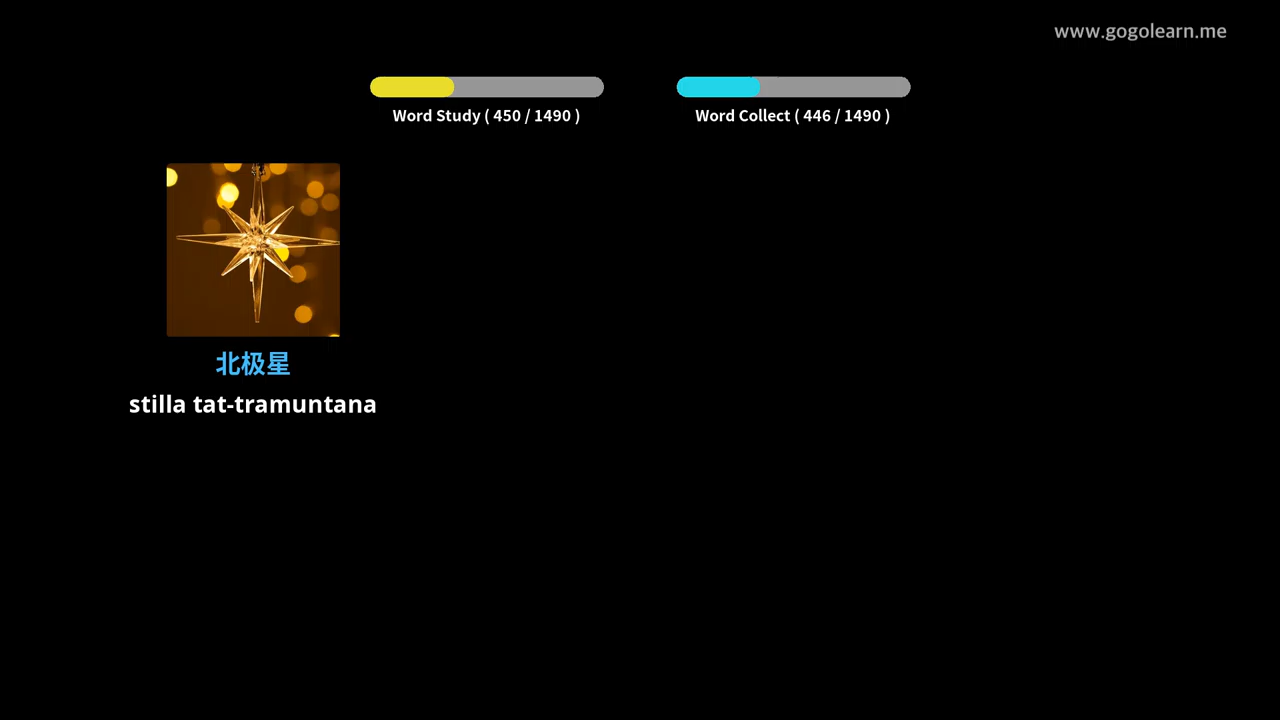 www.gogolearn.me
Word Study ( 450 / 1490 )
Word Collect ( 446 / 1490 )
北极星
stilla tat-tramuntana